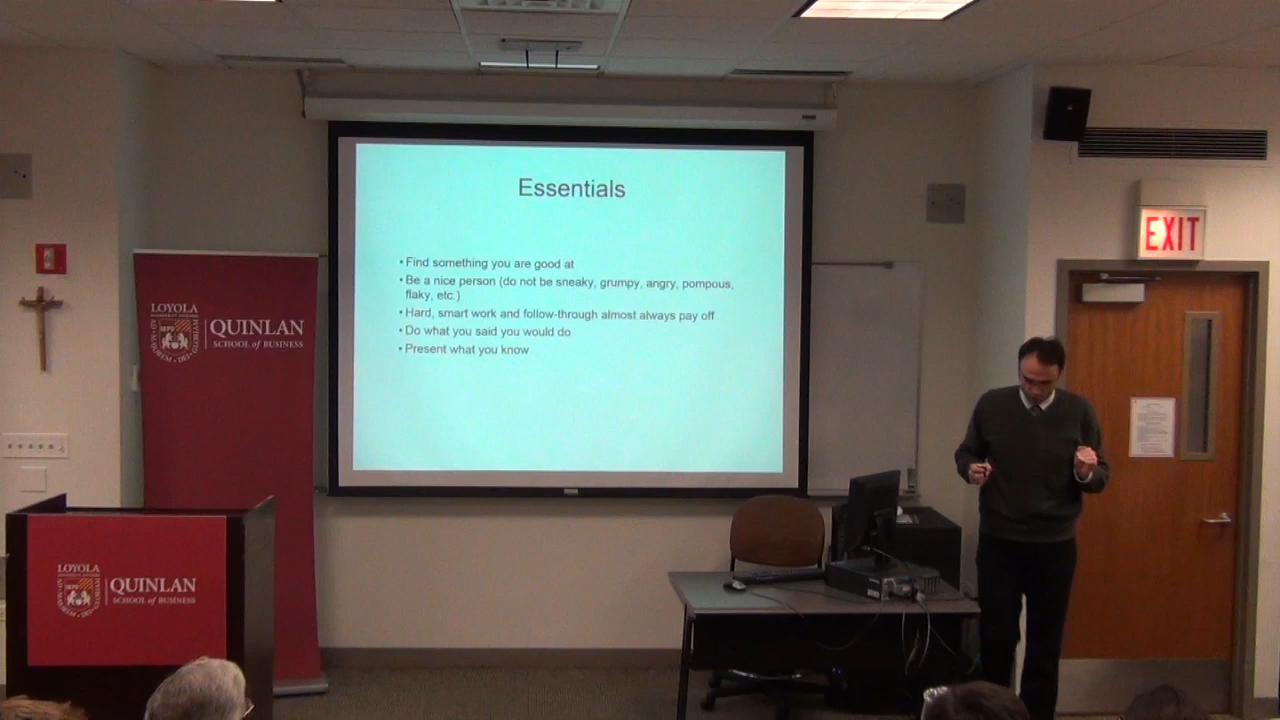 Essentials
• Find something you are good at
• Be a nice person (do not be sneaky, grumpy, angry, pompous,
flaky, etc.)
• Hard, smart work and follow-through almost always pay off
• Do what you said you would do
• Present what you know
EXIT
LOYOLA
QUINLAN
SCHOOL of BUSINESS
LOYOLA
QUINLAN
SCHOOL of BUSINESS